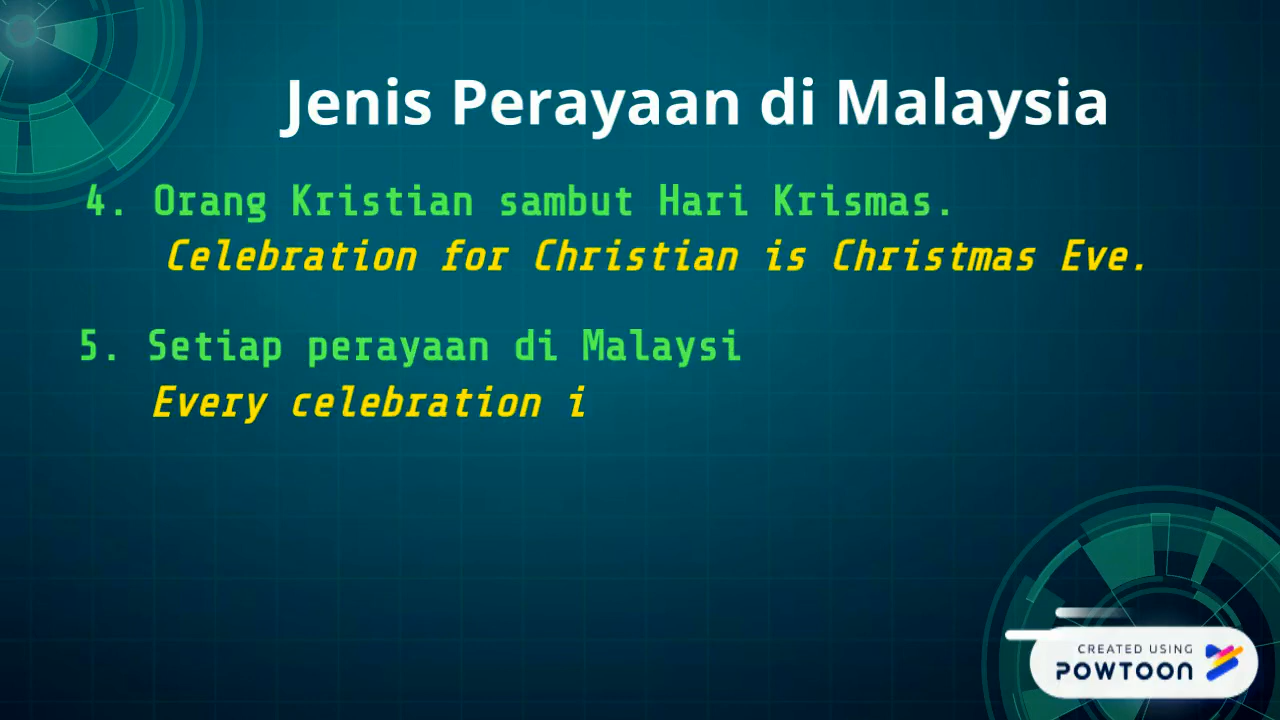 Jenis Perayaan di Malaysia
4. Orang Kristian sambut Hari Krismas.
Celebration for Christian is Christmas Eve.
5. Setiap perayaan di Malaysi
Every celebration i
CREATED USING
POWTOON